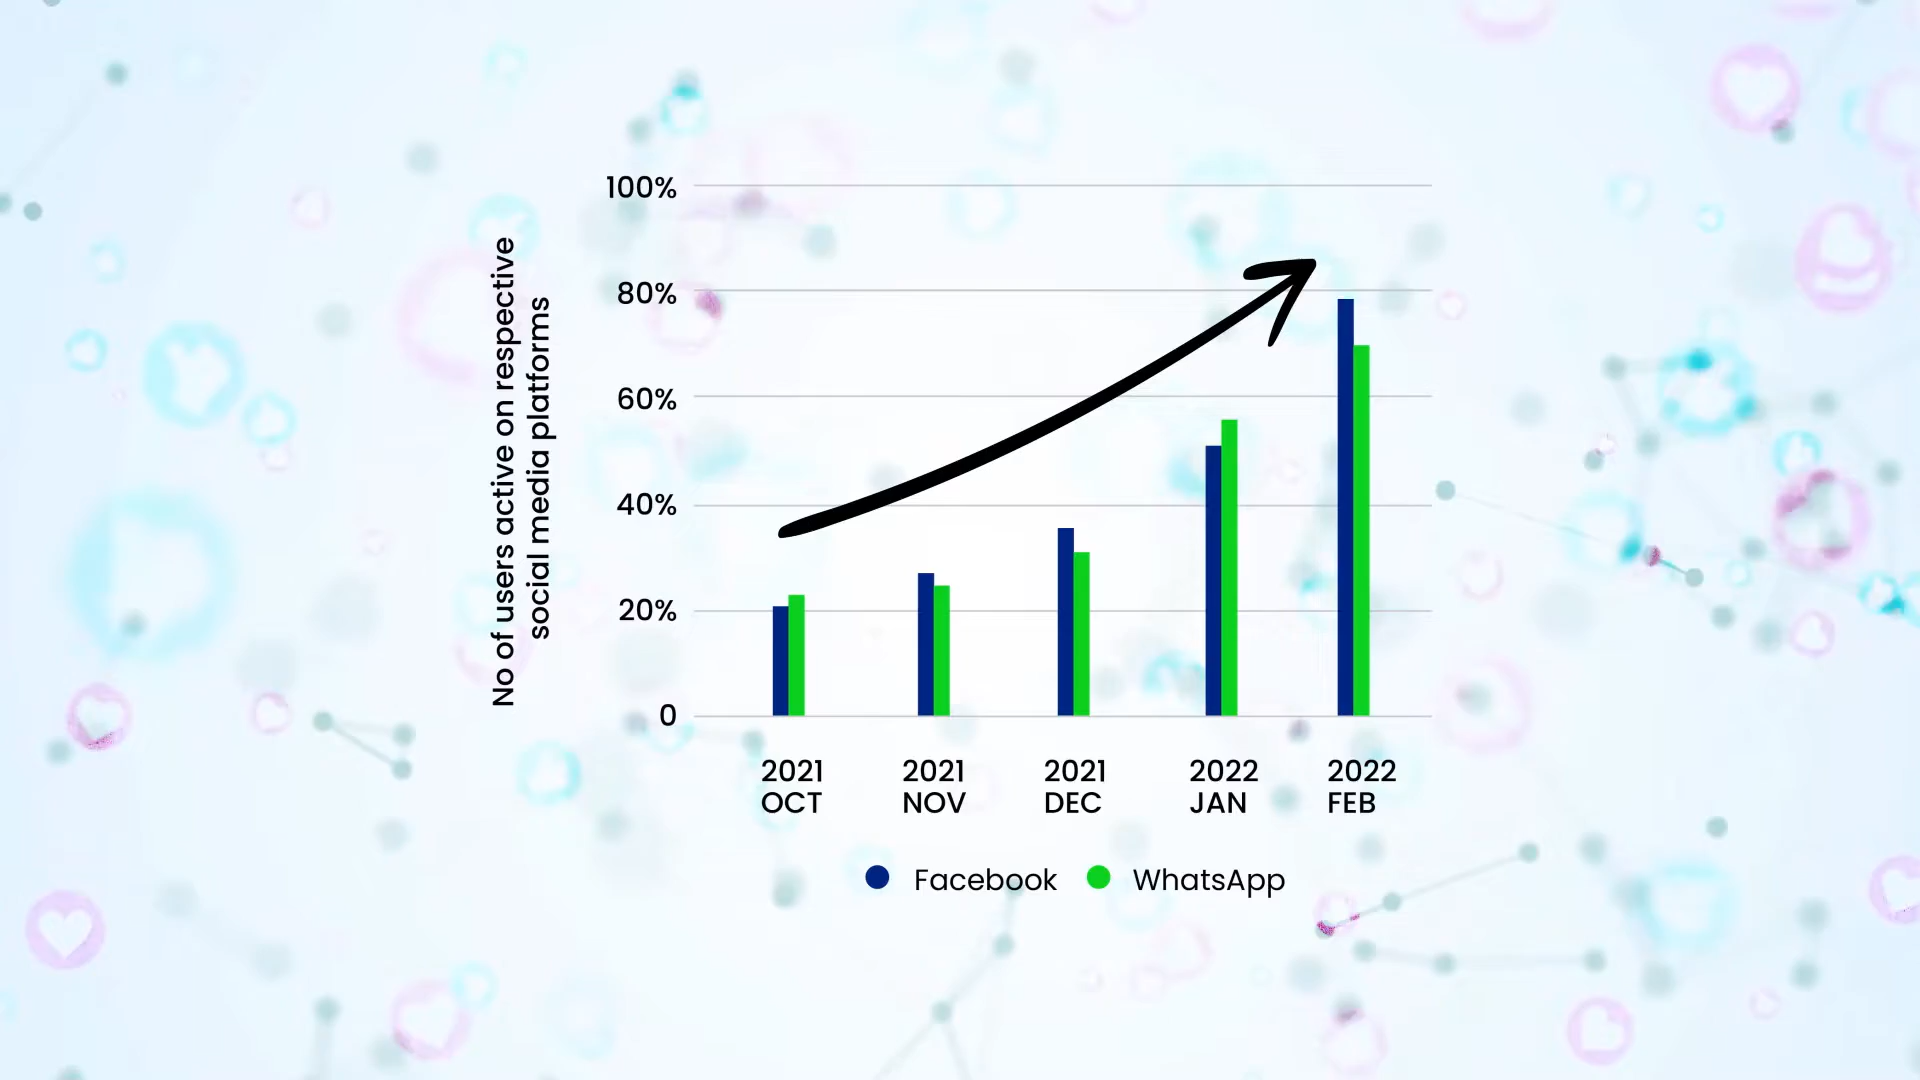 No of users active on respective
social media platforms
100%
80%
60%
40%
20%
0
2021
OCT
2021
NOV
2021
DEC
2022
JAN
2022
FEB
Facebook
WhatsApp